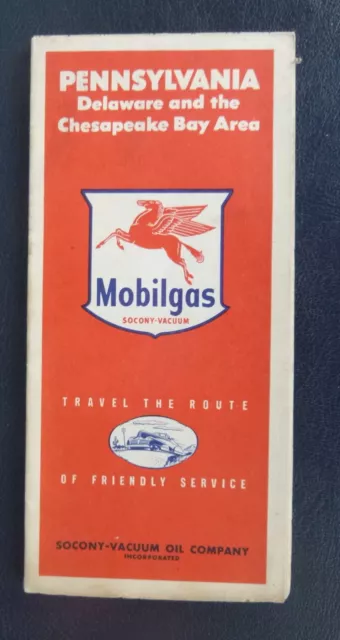 PENNSYLVANIA
Delaware and the
Chesapeake Bay Area
Mobilgas
SOCONY-VACUUM
TRAVEL THE ROUTE
OF FRIENDLY SERVICE
SOCONY-VACUUM OIL COMPANY
INCORPORATED